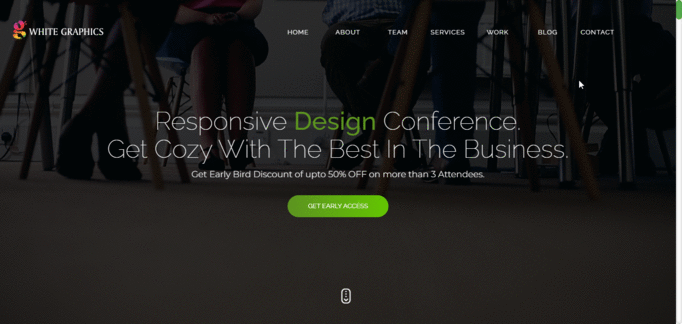 WHITE GRAPHICS
HOME ABOUT TEAM SERVICES WORK BLOG CONTACT
Responsive Design Conference.
Get Cozy With The Best In The Business.
Get Early Bird Discount of upto 50% OFF on more than 3 Attendees.
GET EARLY ACCESS